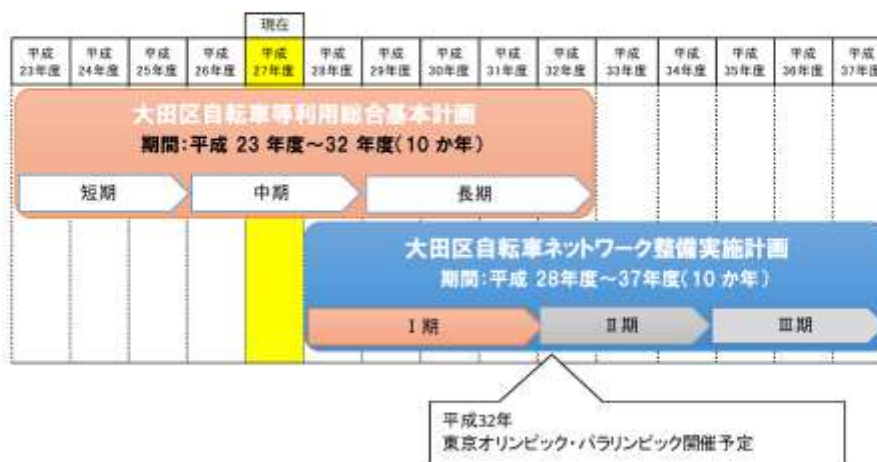 現在
平成 平成 平成 平成 平成 平成 平成 平成 平成 平成 平成 平成 平成 平成 平成
23年度 24年度 25年度 26年度 27年度 28年度 29年度 30年度 31年度 32年度 33年度 34年度 35年度 36年度 37年度
大田区自転車等利用総合基本計画
期間:平成 23 年度～32 年度(10 か年)
短期 中期 長期
大田区自転車ネットワーク整備実施計画
期間:平成 28年度～37年度(10 か年)
Ⅰ期 Ⅱ期 Ⅲ期
平成32年
東京オリンピック・パラリンピック開催予定